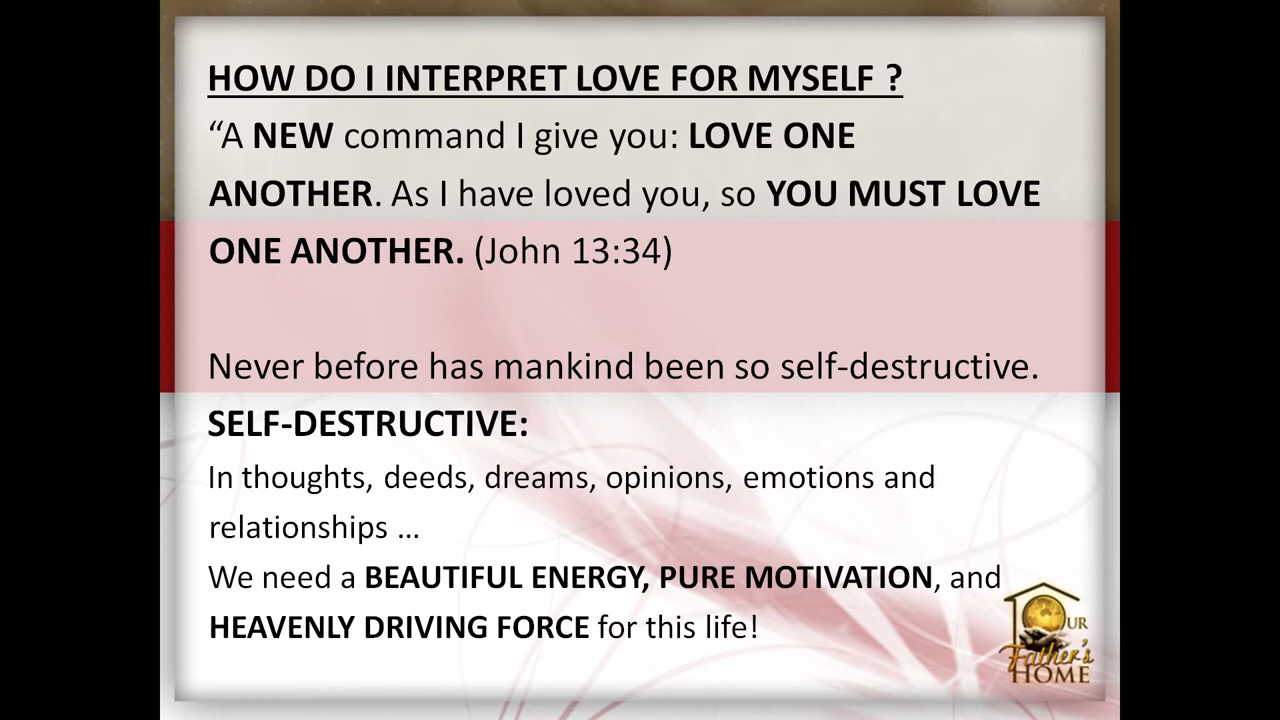 HOW DO I INTERPRET LOVE FOR MYSELF ?
“A NEW command I give you: LOVE ONE
ANOTHER. As I have loved you, so YOU MUST LOVE
ONE ANOTHER. (John 13:34)
Never before has mankind been so self-destructive.
SELF-DESTRUCTIVE:
In thoughts, deeds, dreams, opinions, emotions and
relationships …
We need a BEAUTIFUL ENERGY, PURE MOTIVATION, and
HEAVENLY DRIVING FORCE for this life!
OUR
Father's
HOME